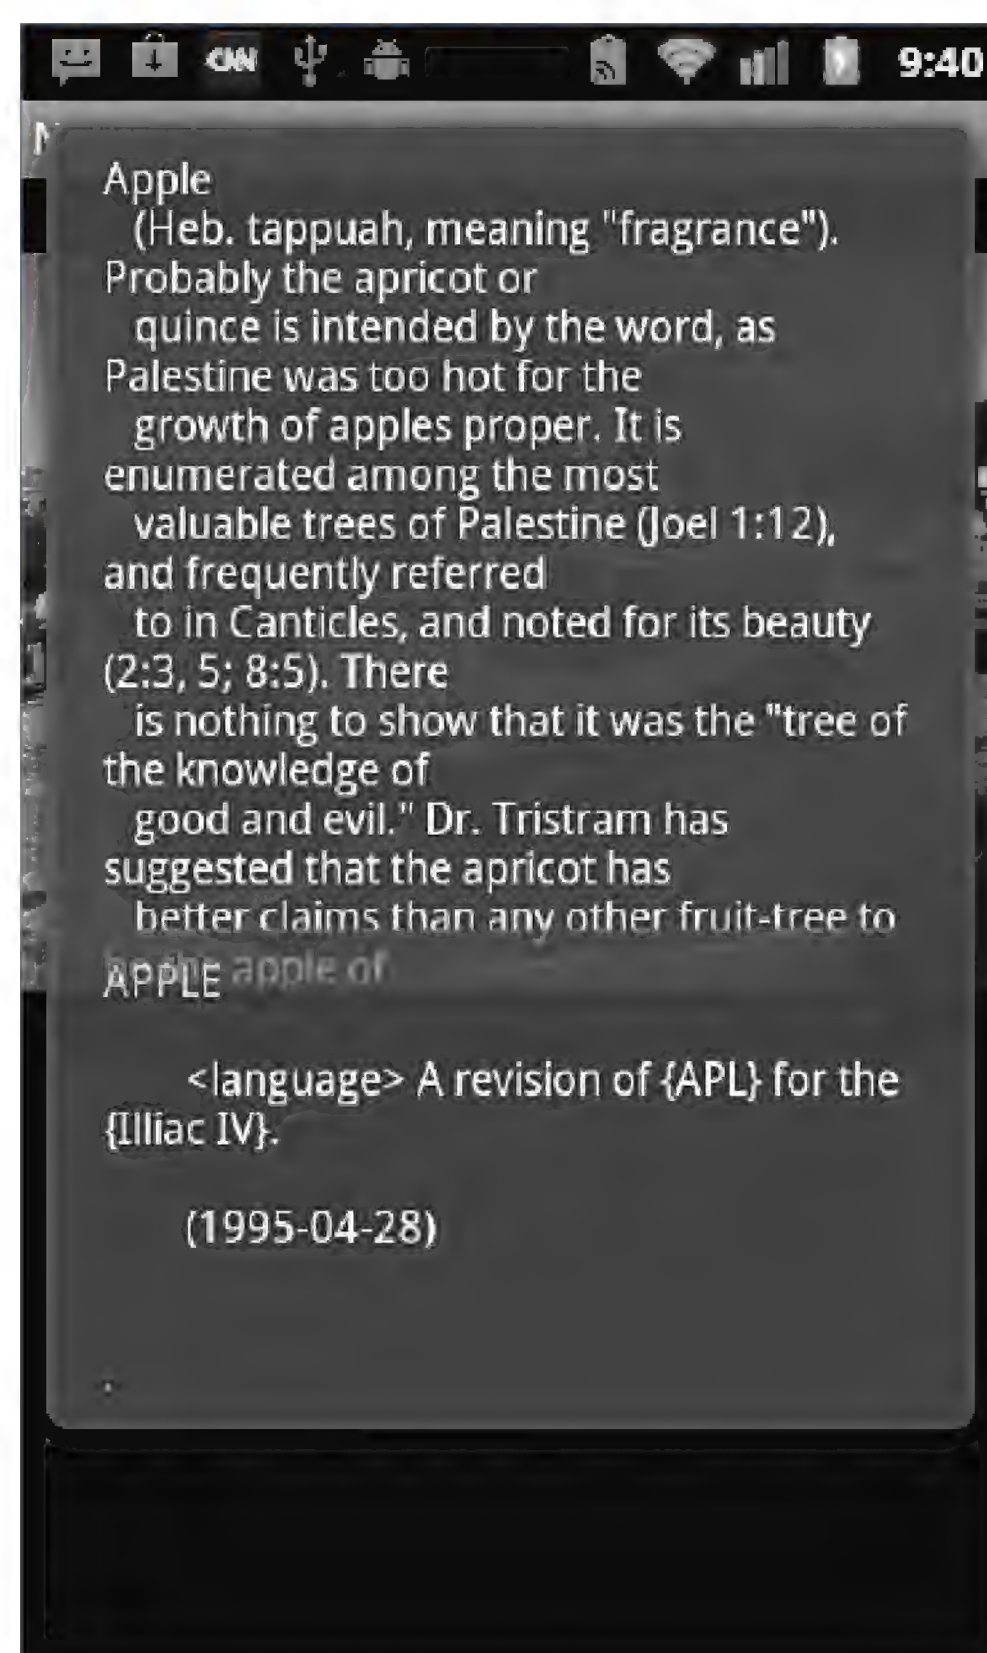 CNN
9:40
N
Apple
(Heb. tappuah, meaning "fragrance").
Probably the apricot or
quince is intended by the word, as
Palestine was too hot for the
growth of apples proper. It is
enumerated among the most
valuable trees of Palestine (Joel 1:12),
and frequently referred
to in Canticles, and noted for its beauty
(2:3, 5; 8:5). There
is nothing to show that it was the "tree of
the knowledge of
good and evil." Dr. Tristram has
suggested that the apricot has
better claims than any other fruit-tree to
be the apple of
APPLE
<language> A revision of {APL} for the
{Illiac IV}.
(1995-04-28)
.